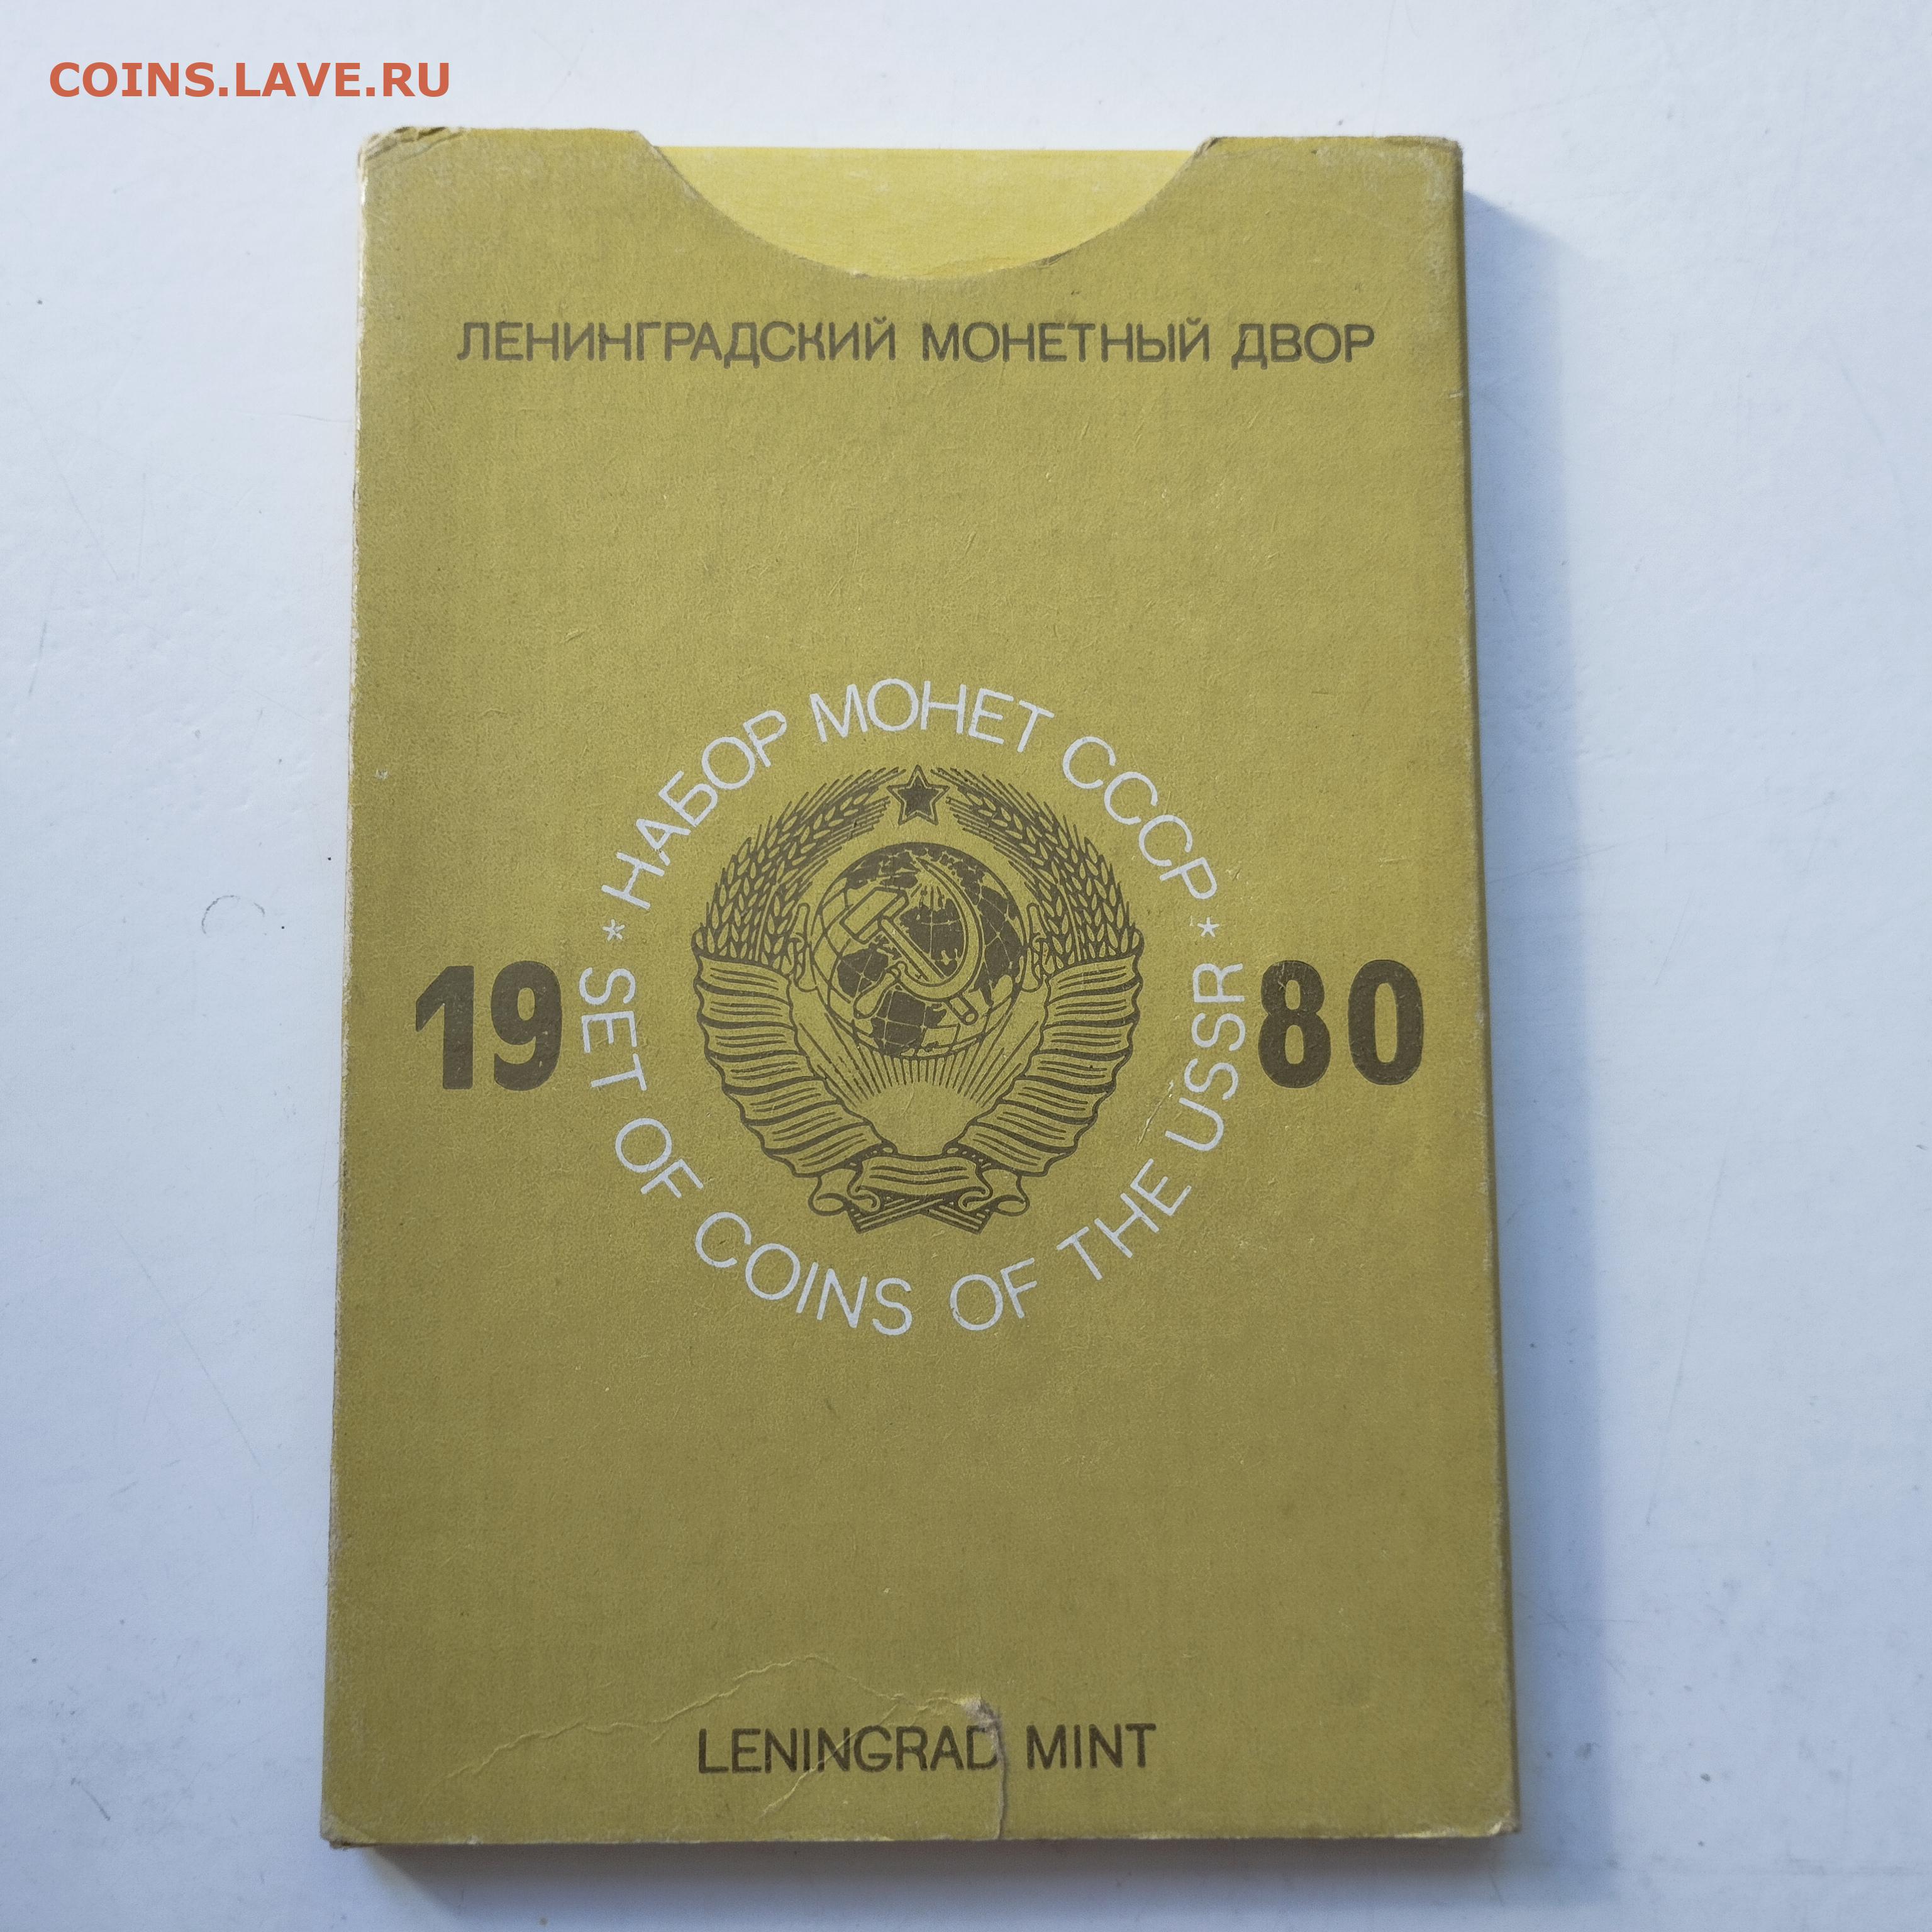 COINS.LAVE.RU
ЛЕНИНГРАДСКИЙ МОНЕТНЫЙ ДВОР
* НАБОР МОНЕТ СССР *
19 80
SET OF COINS OF THE USSR
LENINGRAD MINT